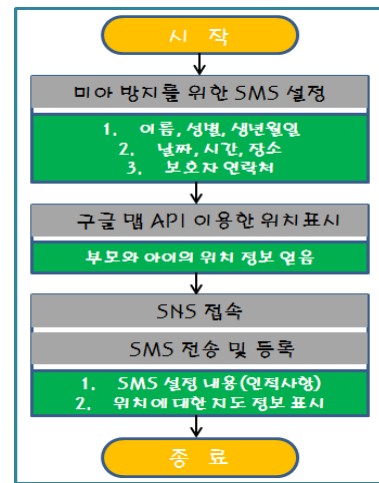 시 작
미아 방지를 위한 SMS 설정
1. 이름, 성별, 생년월일
2. 날짜, 시간, 장소
3. 보호자 연락처
구글 맵 API 이용한 위치표시
부모와 아이의 위치 정보 얻음
SNS 접속
SMS 전송 및 등록
1. SMS 설정 내용(인적사항)
2. 위치에 대한 지도 정보 표시
종 료